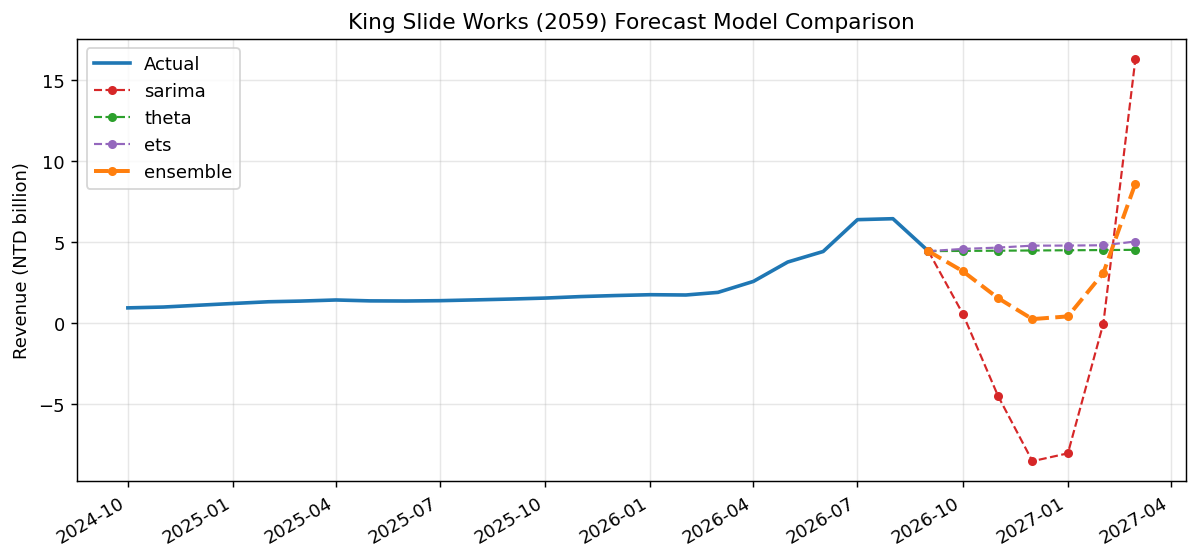 King Slide Works (2059) Forecast Model Comparison
Revenue (NTD billion)
15
10
5
0
−5
Actual
sarima
theta
ets
ensemble
2024-10
2025-01
2025-04
2025-07
2025-10
2026-01
2026-04
2026-07
2026-10
2027-01
2027-04